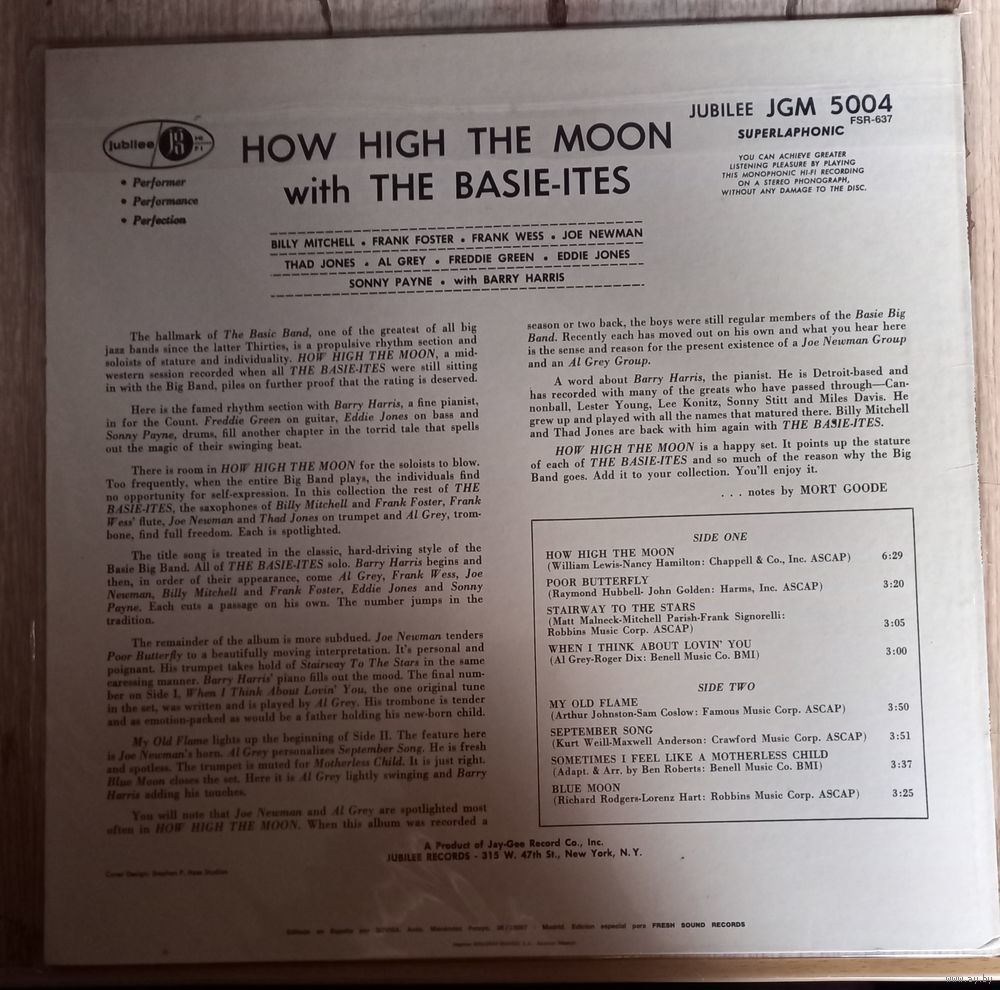 jubilee
HI
FI
• Performer
• Performance
• Perfection
HOW HIGH THE MOON
with THE BASIE-ITES
JUBILEE JGM 5004
FSR-637
SUPERLAPHONIC
YOU CAN ACHIEVE GREATER
LISTENING PLEASURE BY PLAYING
THIS MONOPHONIC HI-FI RECORDING
ON A STEREO PHONOGRAPH,
WITHOUT ANY DAMAGE TO THE DISC.
BILLY MITCHELL • FRANK FOSTER • FRANK WESS • JOE NEWMAN
THAD JONES • AL GREY • FREDDIE GREEN • EDDIE JONES
SONNY PAYNE • with BARRY HARRIS
The hallmark of The Basic Band, one of the greatest of all big
jazz bands since the latter Thirties, is a propulsive rhythm section and
soloists of stature and individuality. HOW HIGH THE MOON, a mid-
western session recorded when all THE BASIE-ITES were still sitting
in with the Big Band, piles on further proof that the rating is deserved.
Here is the famed rhythm section with Barry Harris, a fine pianist,
in for the Count. Freddie Green on guitar, Eddie Jones on bass and
Sonny Payne, drums, fill another chapter in the torrid tale that spells
out the magic of their swinging beat.
There is room in HOW HIGH THE MOON for the soloists to blow.
Too frequently, when the entire Big Band plays, the individuals find
no opportunity for self-expression. In this collection the rest of THE
BASIE-ITES, the saxophones of Billy Mitchell and Frank Foster, Frank
Wess' flute, Joe Newman and Thad Jones on trumpet and Al Grey, trom-
bone, find full freedom. Each is spotlighted.
The title song is treated in the classic, hard-driving style of the
Basie Big Band. All of THE BASIE-ITES solo. Barry Harris begins and
then, in order of their appearance, come Al Grey, Frank Wess, Joe
Newman, Billy Mitchell and Frank Foster, Eddie Jones and Sonny
Payne. Each cuts a passage on his own. The number jumps in the
tradition.
The remainder of the album is more subdued. Joe Newman tenders
Poor Butterfly to a beautifully moving interpretation. It's personal and
poignant. His trumpet takes hold of Stairway To The Stars in the same
caressing manner. Barry Harris' piano fills out the mood. The final num-
ber on Side I, When I Think About Lovin' You, the one original tune
in the set, was written and is played by Al Grey. His trombone is tender
and as emotion-packed as would be a father holding his new-born child.
My Old Flame lights up the beginning of Side II. The feature here
is Joe Newman's horn. Al Grey personalizes September Song. He is fresh
and spotless. The trumpet is muted for Motherless Child. It is just right.
Blue Moon closes the set. Here it is Al Grey lightly swinging and Barry
Harris adding his touches.
You will note that Joe Newman and Al Grey are spotlighted most
often in HOW HIGH THE MOON. When this album was recorded a
season or two back, the boys were still regular members of the Basie Big
Band. Recently each has moved out on his own and what you hear here
is the sense and reason for the present existence of a Joe Newman Group
and an Al Grey Group.
A word about Barry Harris, the pianist. He is Detroit-based and
has recorded with many of the greats who have passed through—Can-
nonball, Lester Young, Lee Konitz, Sonny Stitt and Miles Davis. He
grew up and played with all the names that matured there. Billy Mitchell
and Thad Jones are back with him again with THE BASIE-ITES.
HOW HIGH THE MOON is a happy set. It points up the stature
of each of THE BASIE-ITES and so much of the reason why the Big
Band goes. Add it to your collection. You'll enjoy it.
. . . notes by MORT GOODE
SIDE ONE
HOW HIGH THE MOON
(William Lewis-Nancy Hamilton: Chappell & Co., Inc. ASCAP) 6:29
POOR BUTTERFLY
(Raymond Hubbell- John Golden: Harms, Inc. ASCAP) 3:20
STAIRWAY TO THE STARS
(Matt Malneck-Mitchell Parish-Frank Signorelli:
Robbins Music Corp. ASCAP) 3:05
WHEN I THINK ABOUT LOVIN' YOU
(Al Grey-Roger Dix: Benell Music Co. BMI) 3:00
SIDE TWO
MY OLD FLAME
(Arthur Johnston-Sam Coslow: Famous Music Corp. ASCAP) 3:50
SEPTEMBER SONG
(Kurt Weill-Maxwell Anderson: Crawford Music Corp. ASCAP) 3:51
SOMETIMES I FEEL LIKE A MOTHERLESS CHILD
(Adapt. & Arr. by Ben Roberts: Benell Music Co. BMI) 3:37
BLUE MOON
(Richard Rodgers-Lorenz Hart: Robbins Music Corp. ASCAP) 3:25
A Product of Jay-Gee Record Co., Inc.
JUBILEE RECORDS - 315 W. 47th St., New York, N.Y.
Cover Design: Stephen P. Haas Studios
Editado en España por Madrid. Edición especial para FRESH SOUND RECORDS
www.ay.by